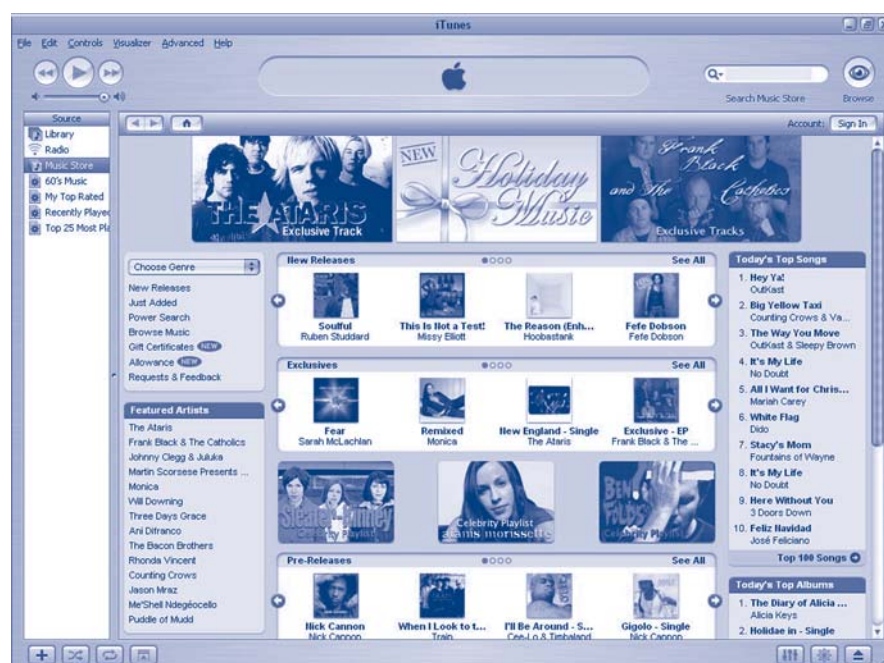 iTunes
File Edit Controls Visualizer Advanced Help
Search Music Store
Browse
Source
Library
Radio
Music Store
60's Music
My Top Rated
Recently Playe
Top 25 Most Pla
Account: Sign In
THE ATARIS
Exclusive Track
NEW
Holiday
Music
Frank
Black
and The Catholics
Exclusive Tracks
Choose Genre
New Releases
Just Added
Power Search
Browse Music
Gift Certificates NEW
Allowance NEW
Requests & Feedback
Featured Artists
The Ataris
Frank Black & The Catholics
Johnny Clegg & Juluka
Martin Scorsese Presents ...
Monica
Will Downing
Three Days Grace
Ani Difranco
The Bacon Brothers
Rhonda Vincent
Counting Crows
Jason Mraz
Me'Shell Ndegéocello
Puddle of Mudd
New Releases See All
Soulful
Ruben Studdard
This Is Not a Test!
Missy Elliott
The Reason (Enh...
Hoobastank
Fefe Dobson
Fefe Dobson
Exclusives See All
Fear
Sarah McLachlan
Remixed
Monica
New England - Single
The Ataris
Exclusive - EP
Frank Black & The ...
Sleater-Kinney
Celebrity Playlist
Celebrity Playlist
alanis morissette
BEN
FOLDS
Celebrity Playlist
Pre-Releases See All
Nick Cannon
Nick Cannon
When I Look to t...
Train
I'll Be Around - S...
Cee-Lo & Timbaland
Gigolo - Single
Nick Cannon
Today's Top Songs
1. Hey Ya!
OutKast
2. Big Yellow Taxi
Counting Crows & Va...
3. The Way You Move
OutKast & Sleepy Brown
4. It's My Life
No Doubt
5. All I Want for Chris...
Mariah Carey
6. White Flag
Dido
7. Stacy's Mom
Fountains of Wayne
8. It's My Life
No Doubt
9. Here Without You
3 Doors Down
10. Feliz Navidad
José Feliciano
Top 100 Songs
Today's Top Albums
1. The Diary of Alicia ...
Alicia Keys
2. Holidae in - Single